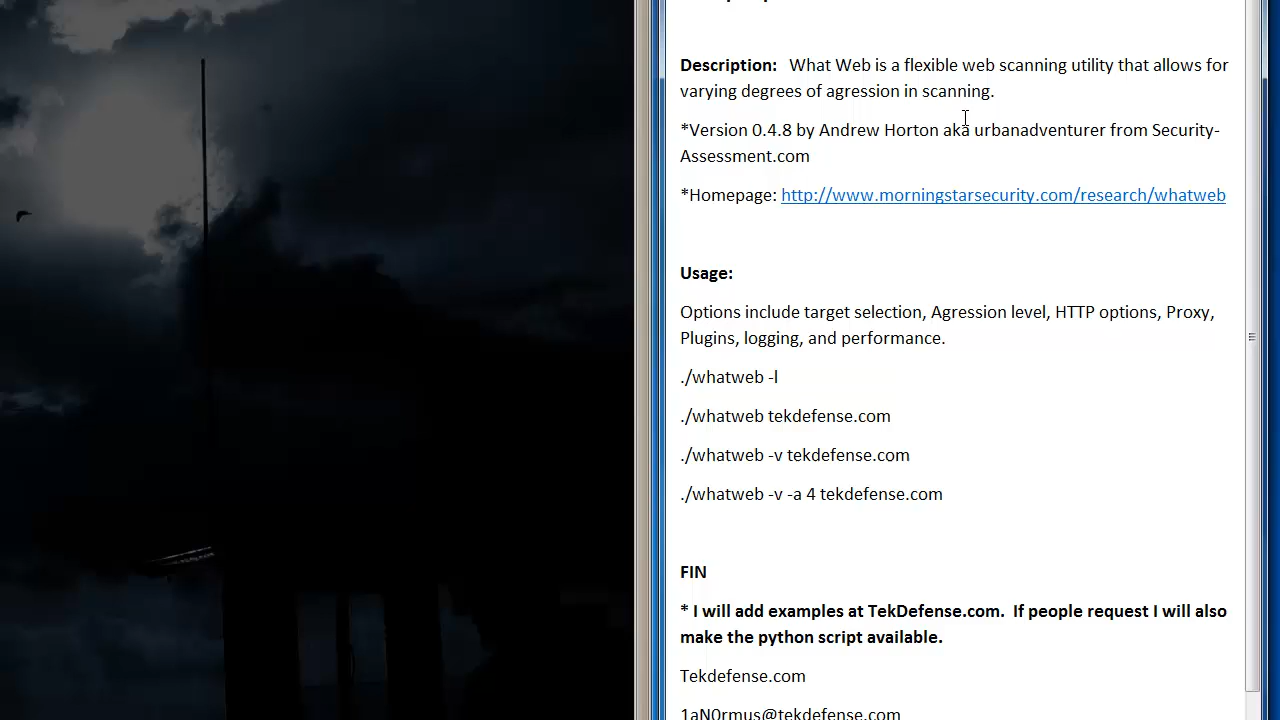 Description: What Web is a flexible web scanning utility that allows for
varying degrees of agression in scanning.
*Version 0.4.8 by Andrew Horton aka urbanadventurer from Security-
Assessment.com
*Homepage: http://www.morningstarsecurity.com/research/whatweb
Usage:
Options include target selection, Agression level, HTTP options, Proxy,
Plugins, logging, and performance.
./whatweb -l
./whatweb tekdefense.com
./whatweb -v tekdefense.com
./whatweb -v -a 4 tekdefense.com
FIN
* I will add examples at TekDefense.com. If people request I will also
make the python script available.
Tekdefense.com
1aN0rmus@tekdefense.com